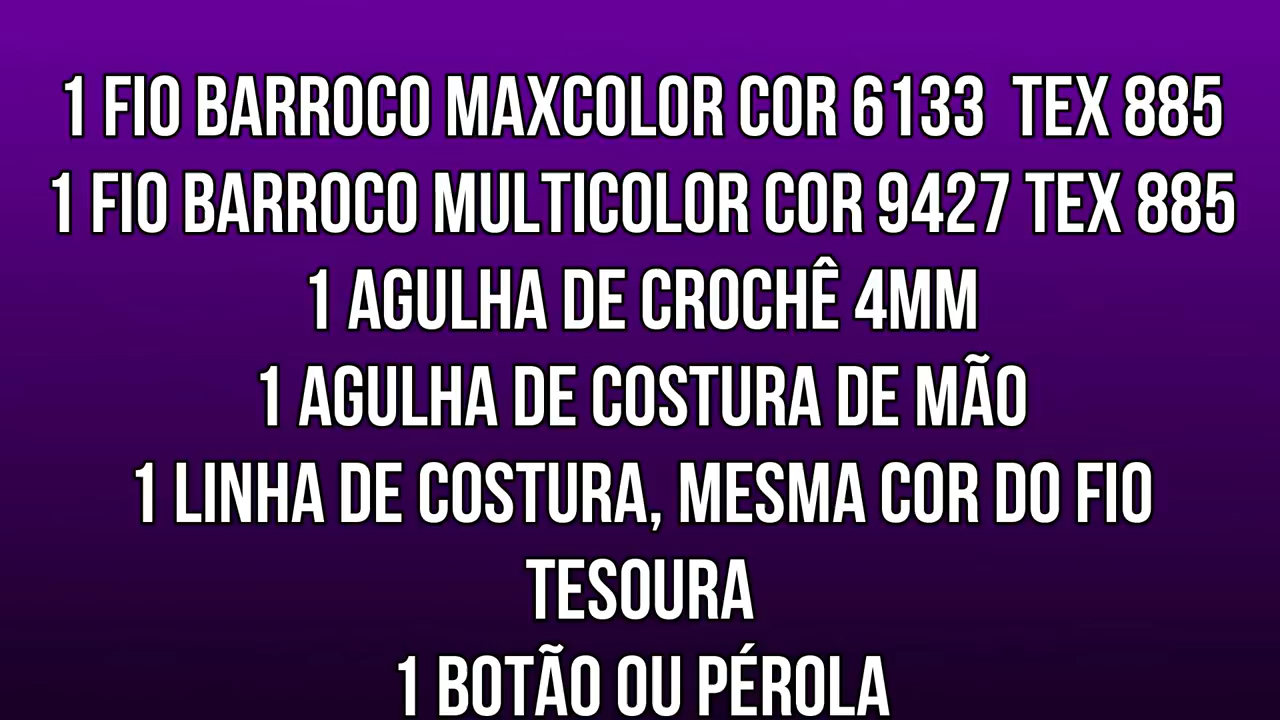 1 FIO BARROCO MAXCOLOR COR 6133 TEX 885
1 FIO BARROCO MULTICOLOR COR 9427 TEX 885
1 AGULHA DE CROCHÊ 4MM
1 AGULHA DE COSTURA DE MÃO
1 LINHA DE COSTURA, MESMA COR DO FIO
TESOURA
1 BOTÃO OU PÉROLA